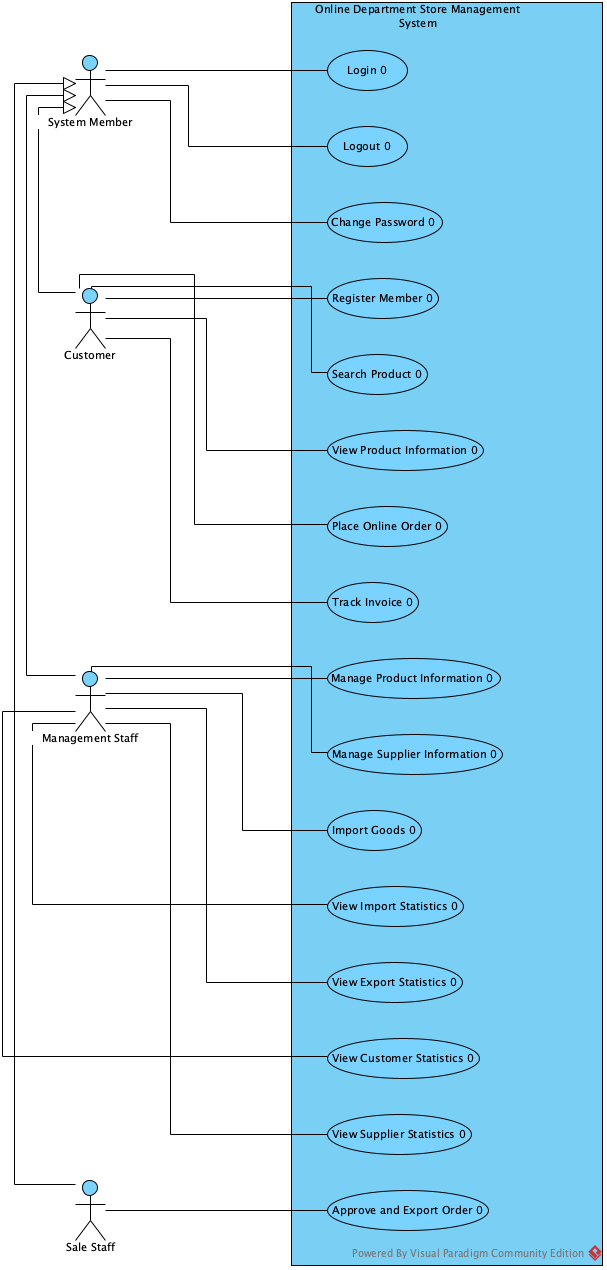 Online Department Store Management
System
Login 0
System Member
Logout 0
Change Password 0
Register Member 0
Customer
Search Product 0
View Product Information 0
Place Online Order 0
Track Invoice 0
Manage Product Information 0
Management Staff
Manage Supplier Information 0
Import Goods 0
View Import Statistics 0
View Export Statistics 0
View Customer Statistics 0
View Supplier Statistics 0
Approve and Export Order 0
Sale Staff
Powered By Visual Paradigm Community Edition